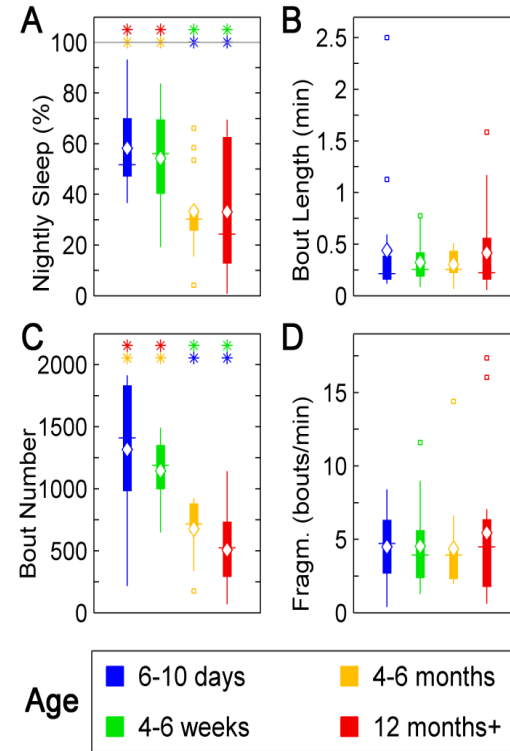 A
B
100
80
60
40
20
0
Nightly Sleep (%)
2.5
2
1.5
1
0.5
0
Bout Length (min)
C
D
2000
1500
1000
500
0
Bout Number
15
10
5
0
Fragm. (bouts/min)
Age
6-10 days
4-6 months
4-6 weeks
12 months+